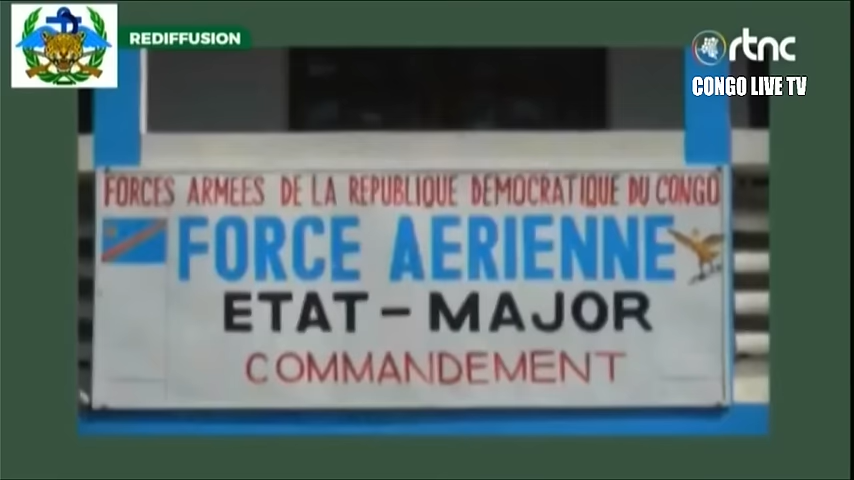 REDIFFUSION
rtnc
CONGO LIVE TV
FORCES ARMEES DE LA REPUBLIQUE DEMOCRATIQUE DU CONGO
FORCE AERIENNE
ETAT - MAJOR
COMMANDEMENT